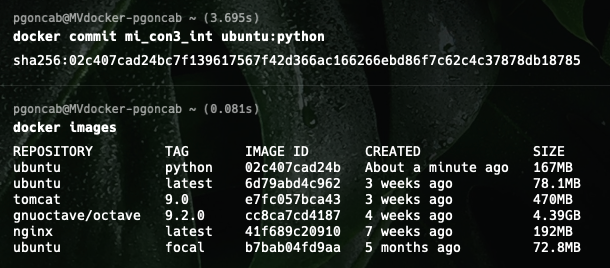 pgoncab@MVdocker-pgoncab ~ (3.695s)
docker commit mi_con3_int ubuntu:python
sha256:02c407cad24bc7f139617567f42d366ac166266ebd86f7c62c4c37878db18785
pgoncab@MVdocker-pgoncab ~ (0.081s)
docker images
REPOSITORY TAG IMAGE ID CREATED SIZE
ubuntu python 02c407cad24b About a minute ago 167MB
ubuntu latest 6d79abd4c962 3 weeks ago 78.1MB
tomcat 9.0 e7fc057bca43 3 weeks ago 470MB
gnuoctave/octave 9.2.0 cc8ca7cd4187 4 weeks ago 4.39GB
nginx latest 41f689c20910 7 weeks ago 192MB
ubuntu focal b7bab04fd9aa 5 months ago 72.8MB